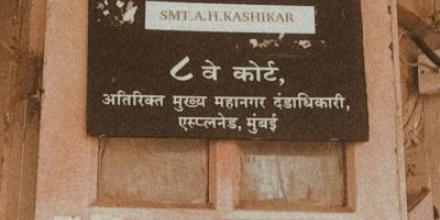 SMT.A.H.KASHIKAR
८ वे कोर्ट,
अतिरिक्त मुख्य महानगर दंडाधिकारी,
एस्प्लनेड, मुंबई